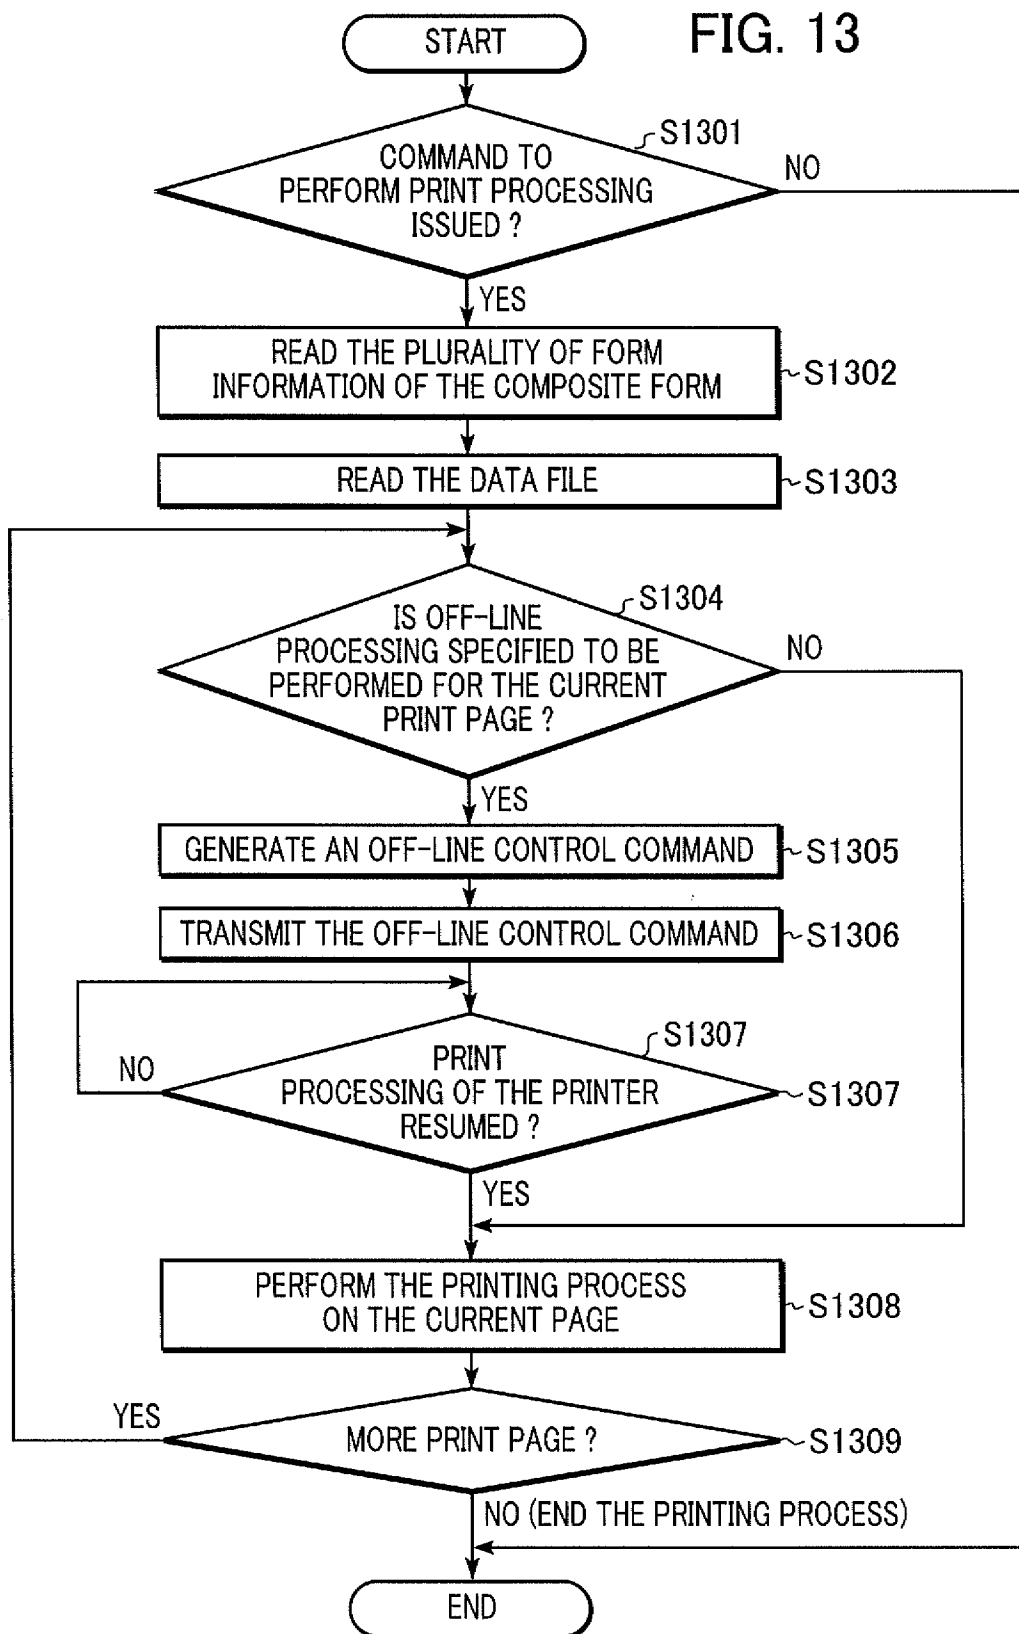 FIG. 13
START
S1301
COMMAND TO
PERFORM PRINT PROCESSING
ISSUED ?
NO
YES
READ THE PLURALITY OF FORM
INFORMATION OF THE COMPOSITE FORM
S1302
READ THE DATA FILE
S1303
S1304
IS OFF-LINE
PROCESSING SPECIFIED TO BE
PERFORMED FOR THE CURRENT
PRINT PAGE ?
NO
YES
GENERATE AN OFF-LINE CONTROL COMMAND
S1305
TRANSMIT THE OFF-LINE CONTROL COMMAND
S1306
S1307
NO
PRINT
PROCESSING OF THE PRINTER
RESUMED ?
S1307
YES
PERFORM THE PRINTING PROCESS
ON THE CURRENT PAGE
S1308
YES
MORE PRINT PAGE ?
S1309
NO (END THE PRINTING PROCESS)
END